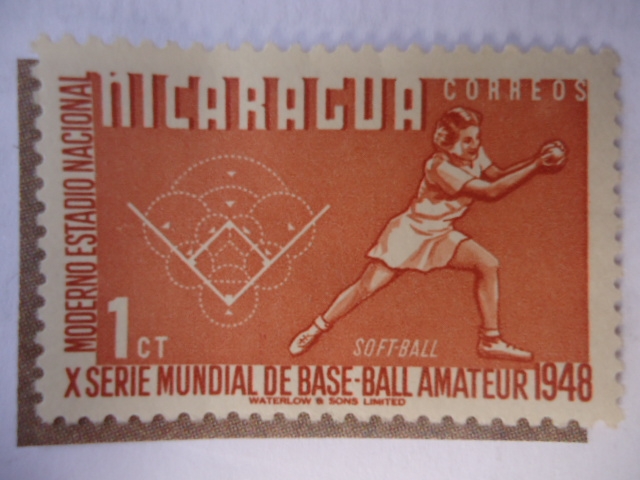 NICARAGUA
CORREOS
MODERNO ESTADIO NACIONAL
1 CT
SOFT-BALL
X SERIE MUNDIAL DE BASE-BALL AMATEUR 1948
WATERLOW & SONS LIMITED